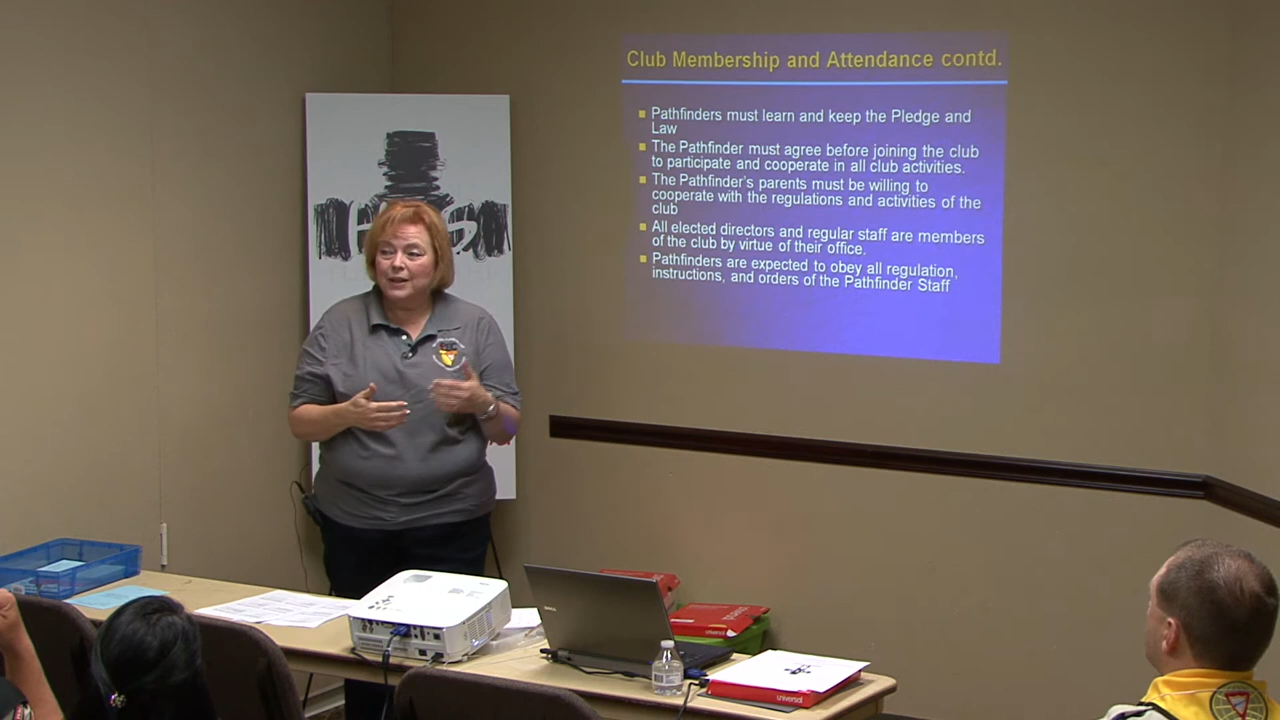 Club Membership and Attendance contd.
Pathfinders must learn and keep the Pledge and
Law
The Pathfinder must agree before joining the club
to participate and cooperate in all club activities.
The Pathfinder's parents must be willing to
cooperate with the regulations and activities of the
club
All elected directors and regular staff are members
of the club by virtue of their office.
Pathfinders are expected to obey all regulation,
instructions, and orders of the Pathfinder Staff
DELL
universal
universal